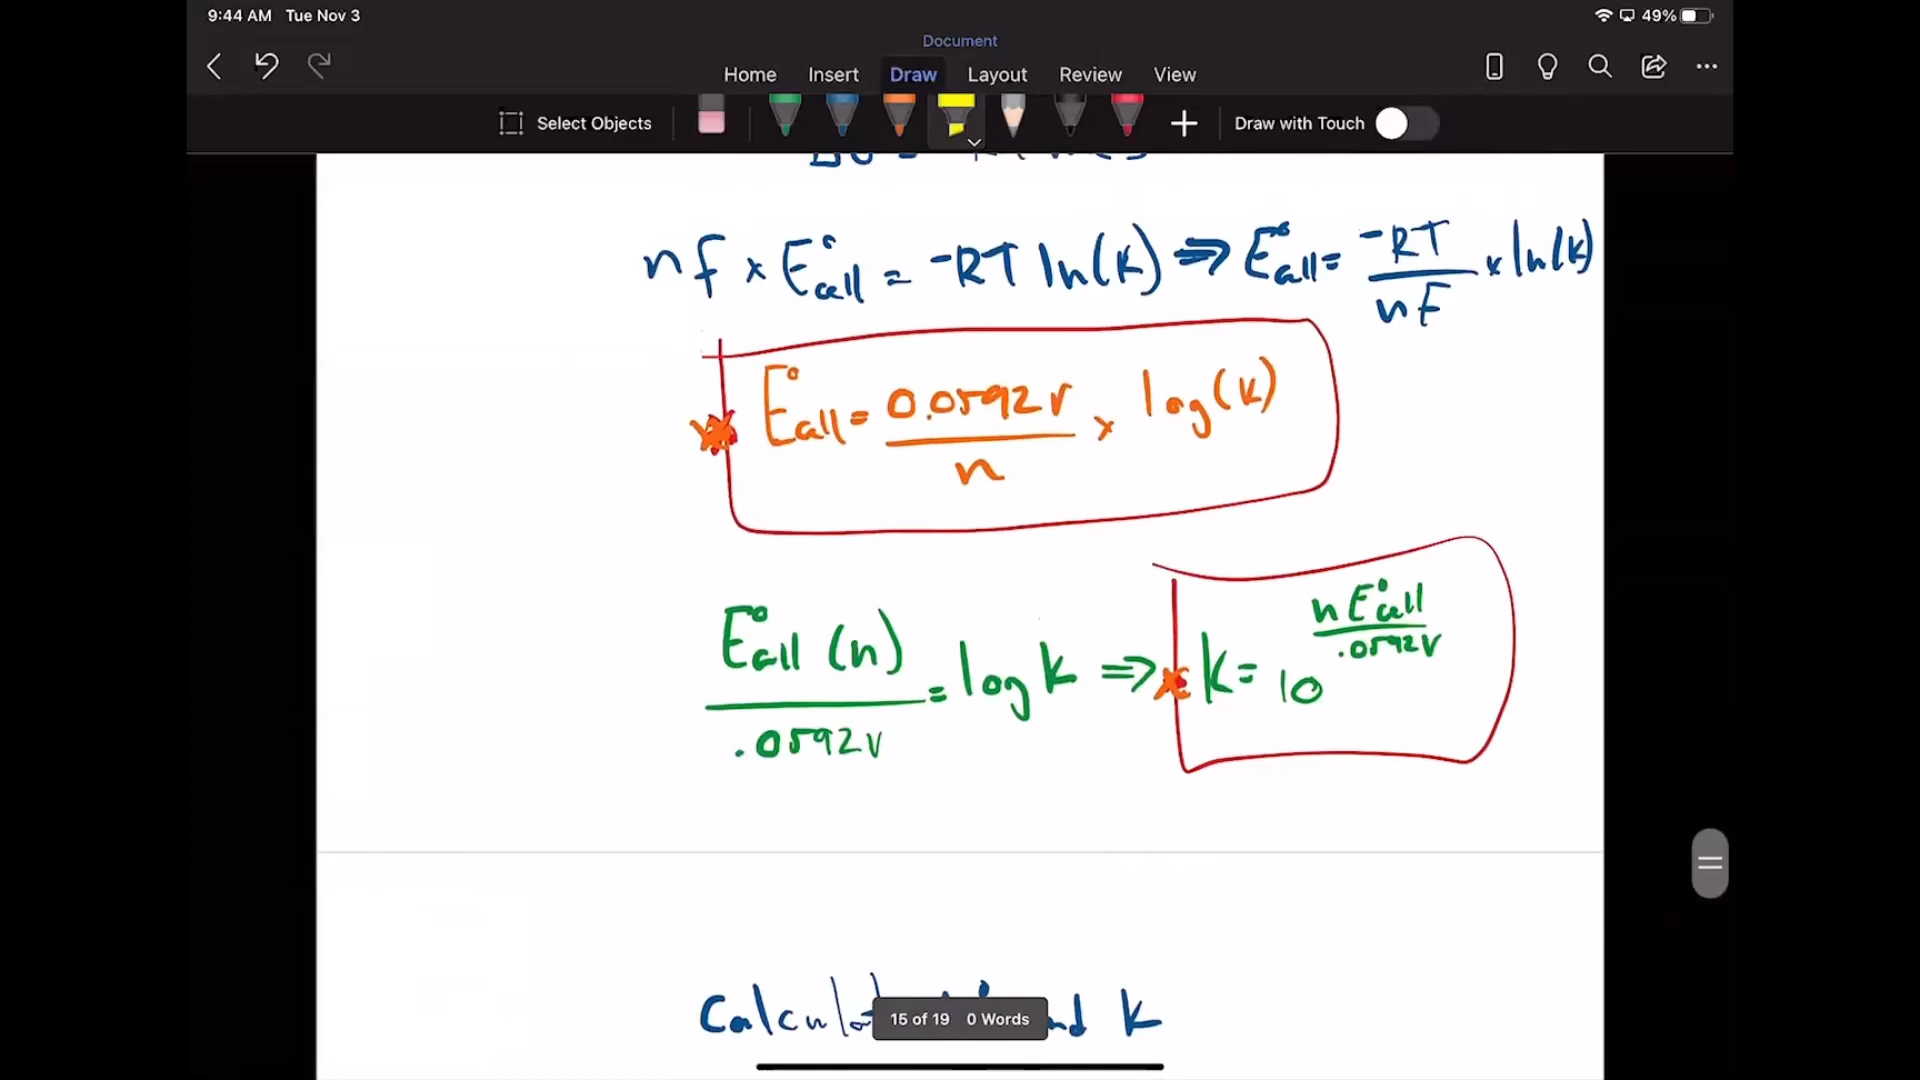 9:44 AM Tue Nov 3
49%
Document
Home Insert Draw Layout Review View
Select Objects
Draw with Touch
nf × E°cell = -RT ln(k) ⇒ E°cell = -RT/nF × ln(k)
E°cell = 0.0592V/n × log(k)
E°cell (n)/.0592V = log k ⇒ k = 10^(nE°cell/.0592V)
k
15 of 19 0 Words